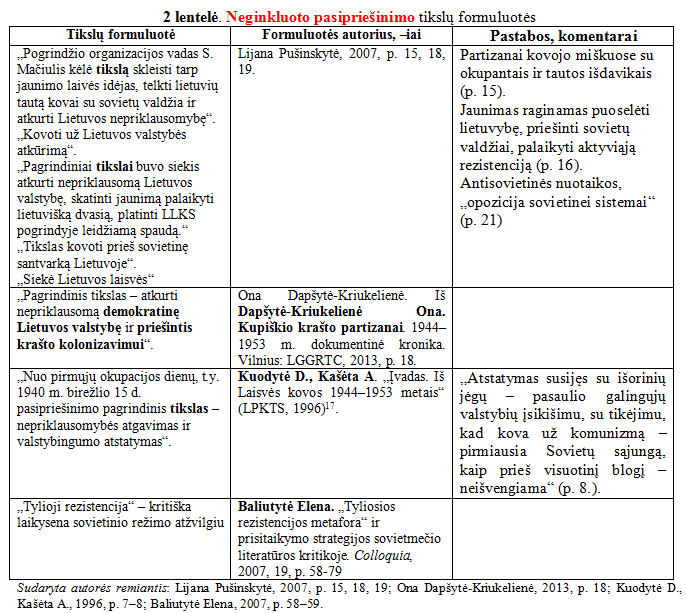 2 lentelė. Neginkluoto pasipriešinimo tikslų formuluotės
Tikslų formuluotė
Formuluotės autorius, –iai
Pastabos, komentarai
„Pogrindžio organizacijos vadas S.
Mačiulis kėlė tikslą skleisti tarp
jaunimo laivės idėjas, telkti lietuvių
tautą kovai su sovietų valdžia ir
atkurti Lietuvos nepriklausomybę“.
„Kovoti už Lietuvos valstybės
atkūrimą“.
„Pagrindiniai tikslai buvo siekis
atkurti nepriklausomą Lietuvos
valstybę, skatinti jaunimą palaikyti
lietuvišką dvasią, platinti LLKS
pogrindyje leidžiamą spaudą.“
„Tikslas kovoti prieš sovietinę
santvarką Lietuvoje“.
„Siekė Lietuvos laisvės“
Lijana Pušinskytė, 2007, p. 15, 18,
19.
Partizanai kovojo miškuose su
okupantais ir tautos išdavikais
(p. 15).
Jaunimas raginamas puoselėti
lietuvybę, priešinti sovietų
valdžiai, palaikyti aktyviąją
rezistenciją (p. 16).
Antisovietinės nuotaikos,
„opozicija sovietinei sistemai“
(p. 21)
„Pagrindinis tikslas – atkurti
nepriklausomą demokratinę
Lietuvos valstybę ir priešintis
krašto kolonizavimui“.
Ona Dapšytė-Kriukelienė. Iš
Dapšytė-Kriukelienė Ona.
Kupiškio krašto partizanai. 1944–
1953 m. dokumentinė kronika.
Vilnius: LGGRTC, 2013, p. 18.
„Nuo pirmųjų okupacijos dienų, t.y.
1940 m. birželio 15 d.
pasipriešinimo pagrindinis tikslas –
nepriklausomybės atgavimas ir
valstybingumo atstatymas“.
Kuodytė D., Kašėta A. „Įvadas. Iš
Laisvės kovos 1944–1953 metais“
(LPKTS, 1996)17.
„Atstatymas susijęs su išorinių
jėgų – pasaulio galingųjų
valstybių įsikišimu, su tikėjimu,
kad kova už komunizmą –
pirmiausia Sovietų sąjungą,
kaip prieš visuotinį blogį –
neišvengiama“ (p. 8.).
„Tylioji rezistencija“ – kritiška
laikysena sovietinio režimo atžvilgiu
Baliutytė Elena. „Tyliosios
rezistencijos metafora“ ir
prisitaikymo strategijos sovietmečio
literatūros kritikoje. Colloquia,
2007, 19, p. 58-79
Sudaryta autorės remiantis: Lijana Pušinskytė, 2007, p. 15, 18, 19; Ona Dapšytė-Kriukelienė, 2013, p. 18; Kuodytė D.,
Kašėta A., 1996, p. 7–8; Baliutytė Elena, 2007, p. 58–59.